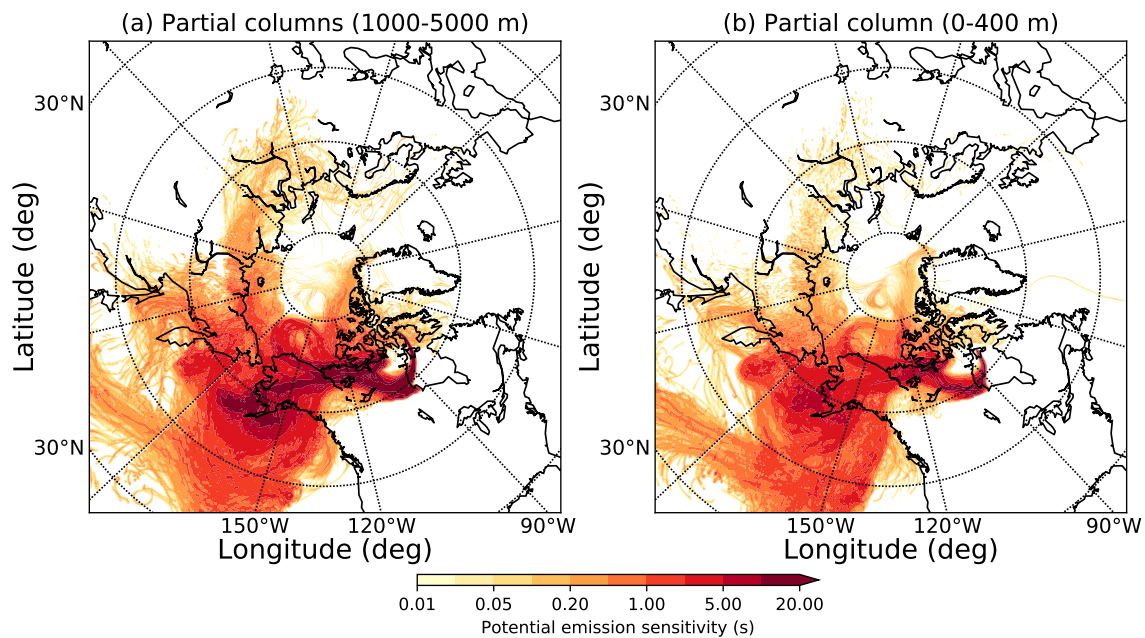 (a) Partial columns (1000-5000 m)
(b) Partial column (0-400 m)
30°N
30°N
Latitude (deg)
Latitude (deg)
150°W 120°W 90°W
150°W 120°W 90°W
Longitude (deg)
Longitude (deg)
0.01 0.05 0.20 1.00 5.00 20.00
Potential emission sensitivity (s)